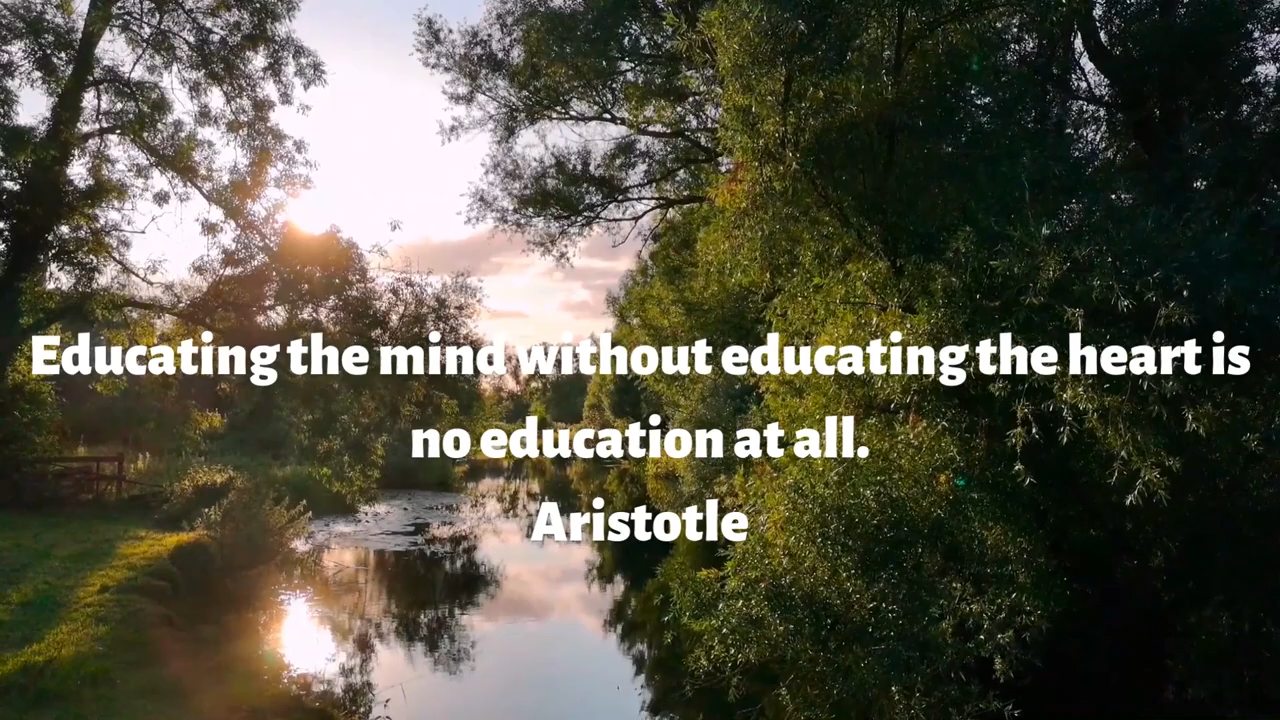 Educating the mind without educating the heart is
no education at all.
Aristotle